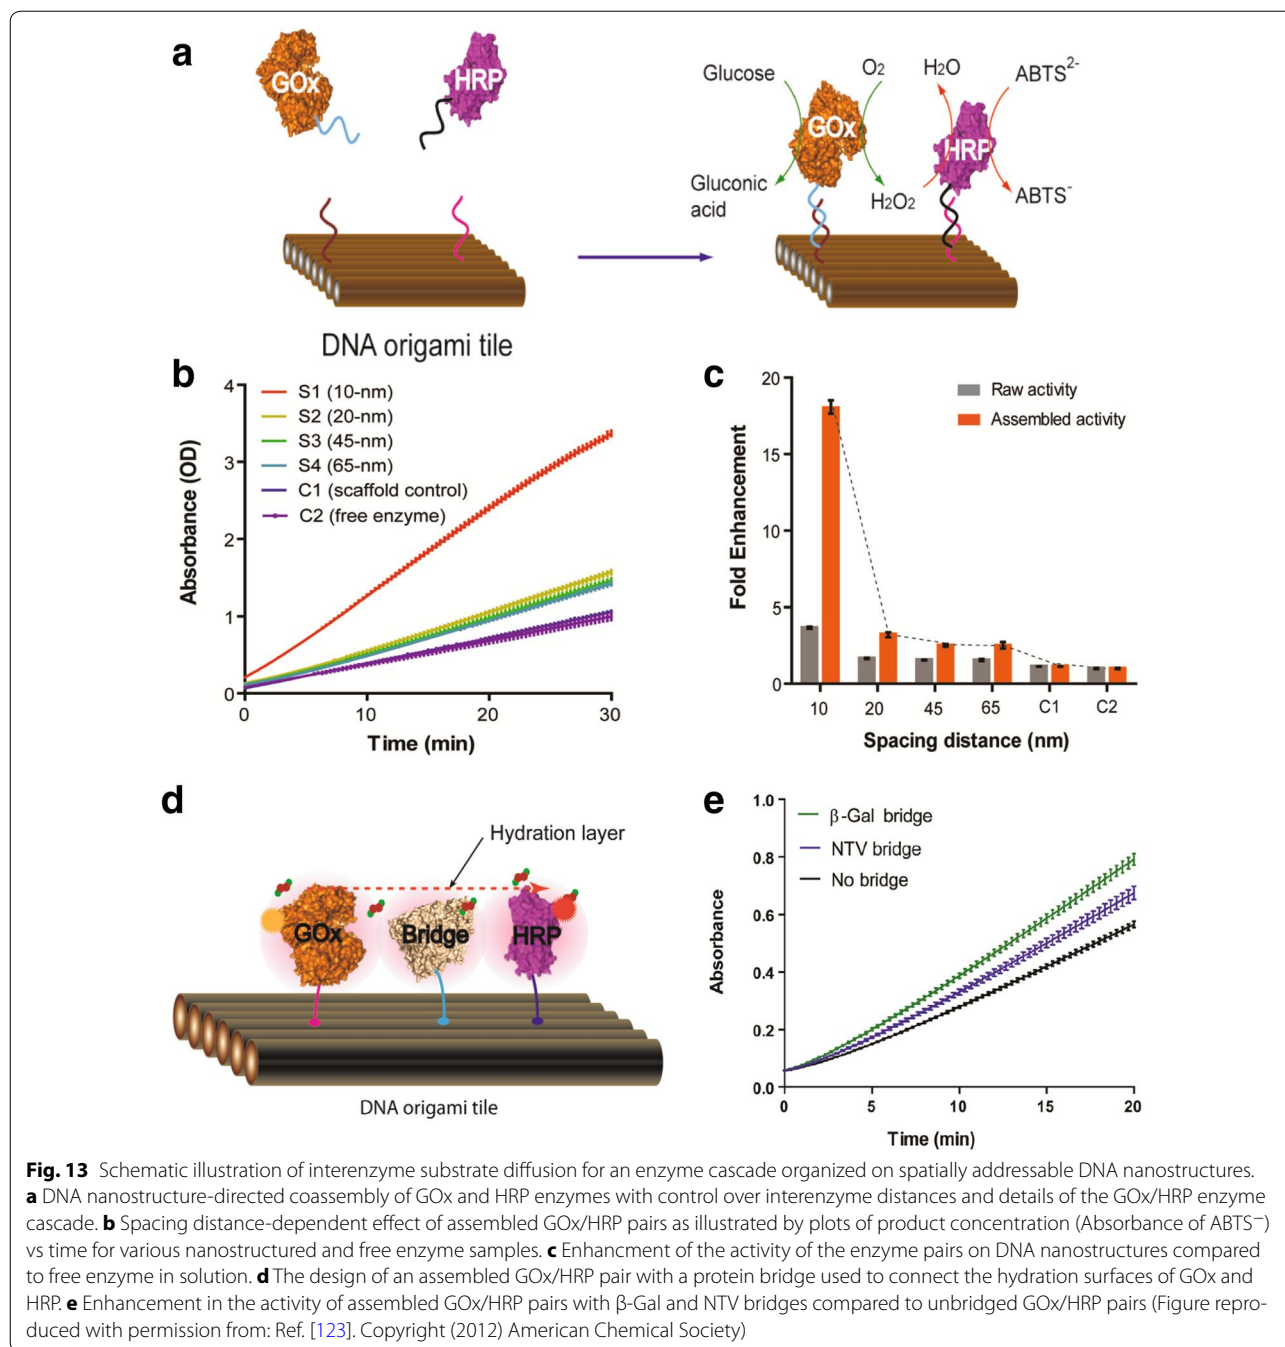 a
GOx
HRP
Glucose
O2
H2O
ABTS2-
GOx
HRP
Gluconic
acid
H2O2
ABTS-
DNA origami tile
b
4
3
2
1
0
Absorbance (OD)
S1 (10-nm)
S2 (20-nm)
S3 (45-nm)
S4 (65-nm)
C1 (scaffold control)
C2 (free enzyme)
0 10 20 30
Time (min)
c
20
15
10
5
0
Fold Enhancement
Raw activity
Assembled activity
10 20 45 65 C1 C2
Spacing distance (nm)
d
Hydration layer
GOx
Bridge
HRP
DNA origami tile
e
1.0
0.8
0.6
0.4
0.2
0.0
Absorbance
β-Gal bridge
NTV bridge
No bridge
0 5 10 15 20
Time (min)
Fig. 13 Schematic illustration of interenzyme substrate diffusion for an enzyme cascade organized on spatially addressable DNA nanostructures.
a DNA nanostructure-directed coassembly of GOx and HRP enzymes with control over interenzyme distances and details of the GOx/HRP enzyme
cascade. b Spacing distance-dependent effect of assembled GOx/HRP pairs as illustrated by plots of product concentration (Absorbance of ABTS−)
vs time for various nanostructured and free enzyme samples. c Enhancment of the activity of the enzyme pairs on DNA nanostructures compared
to free enzyme in solution. d The design of an assembled GOx/HRP pair with a protein bridge used to connect the hydration surfaces of GOx and
HRP. e Enhancement in the activity of assembled GOx/HRP pairs with β-Gal and NTV bridges compared to unbridged GOx/HRP pairs (Figure repro-
duced with permission from: Ref. [123]. Copyright (2012) American Chemical Society)